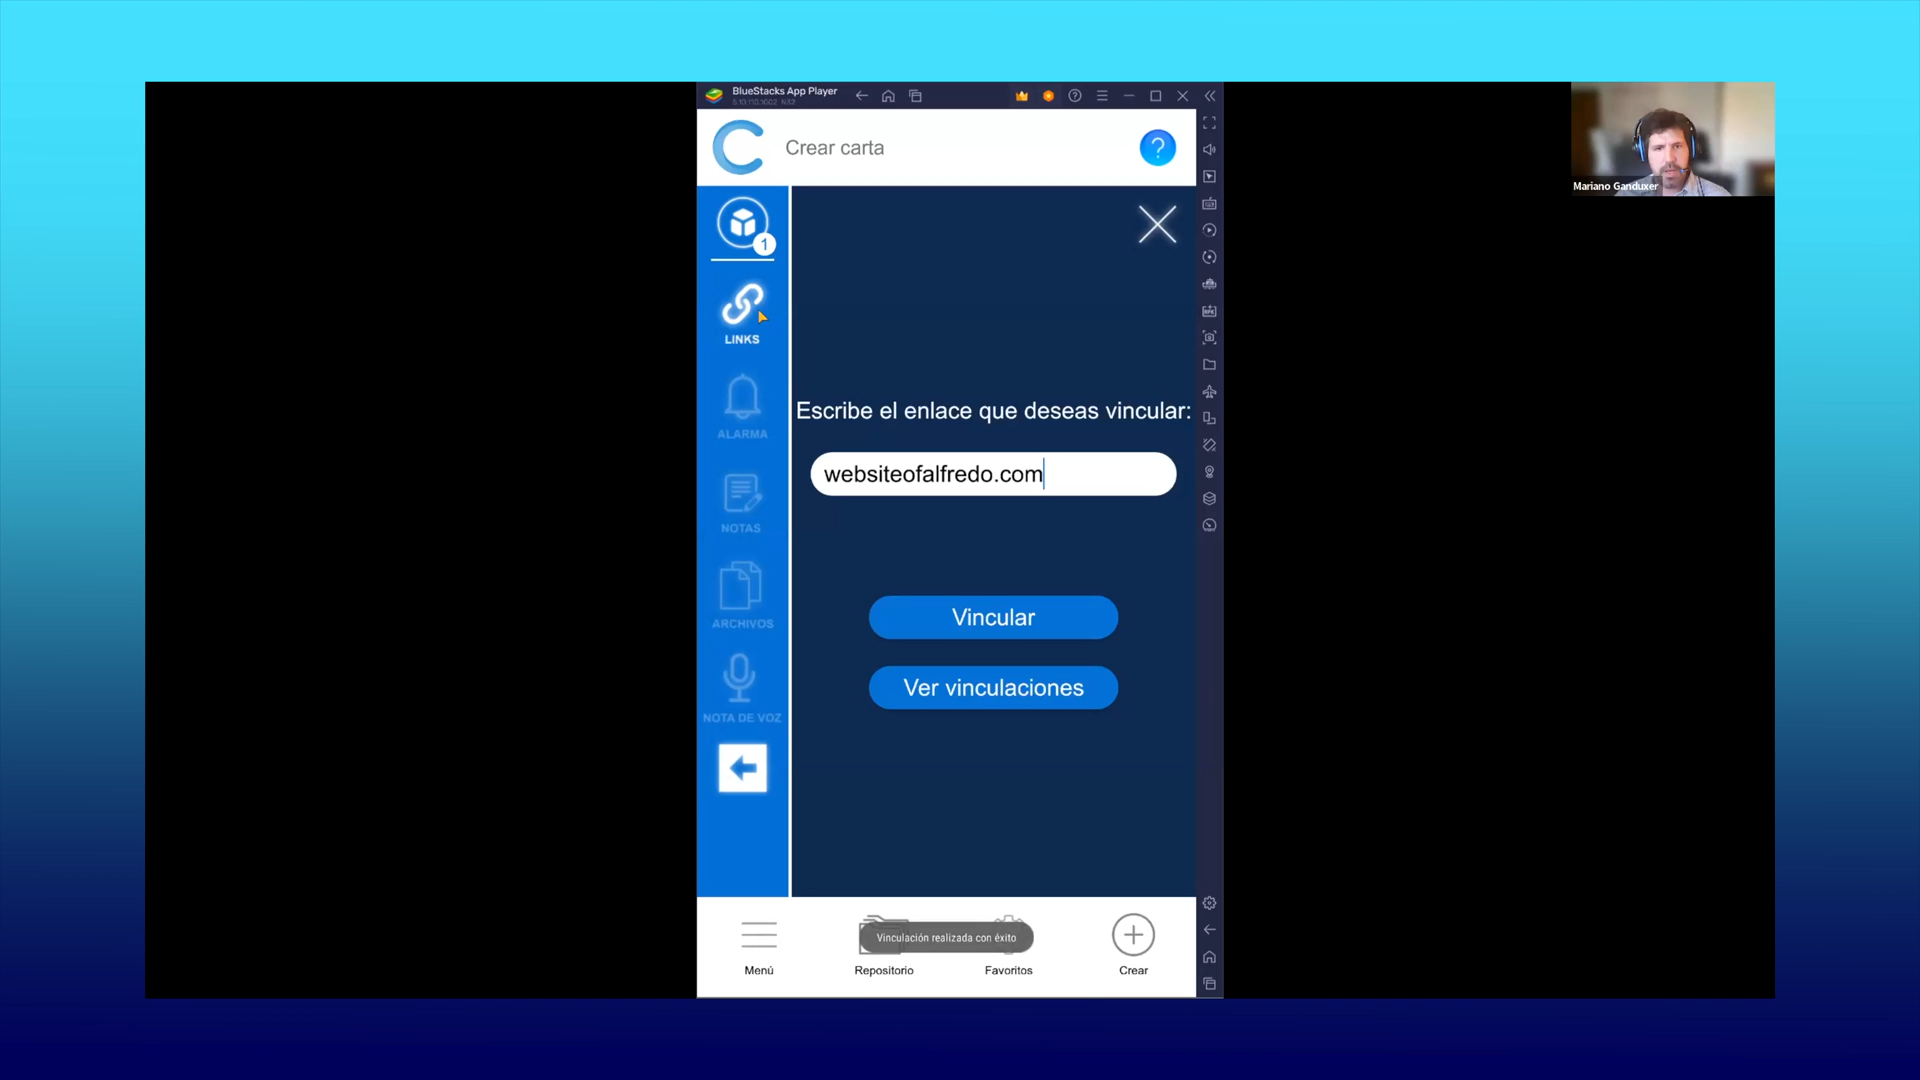 BlueStacks App Player
Crear carta
?
Mariano Ganduxer
1
LINKS
Escribe el enlace que deseas vincular:
ALARMA
websiteofalfredo.com
NOTAS
Vincular
ARCHIVOS
Ver vinculaciones
NOTA DE VOZ
Vinculación realizada con éxito
Menú
Repositorio
Favoritos
Crear